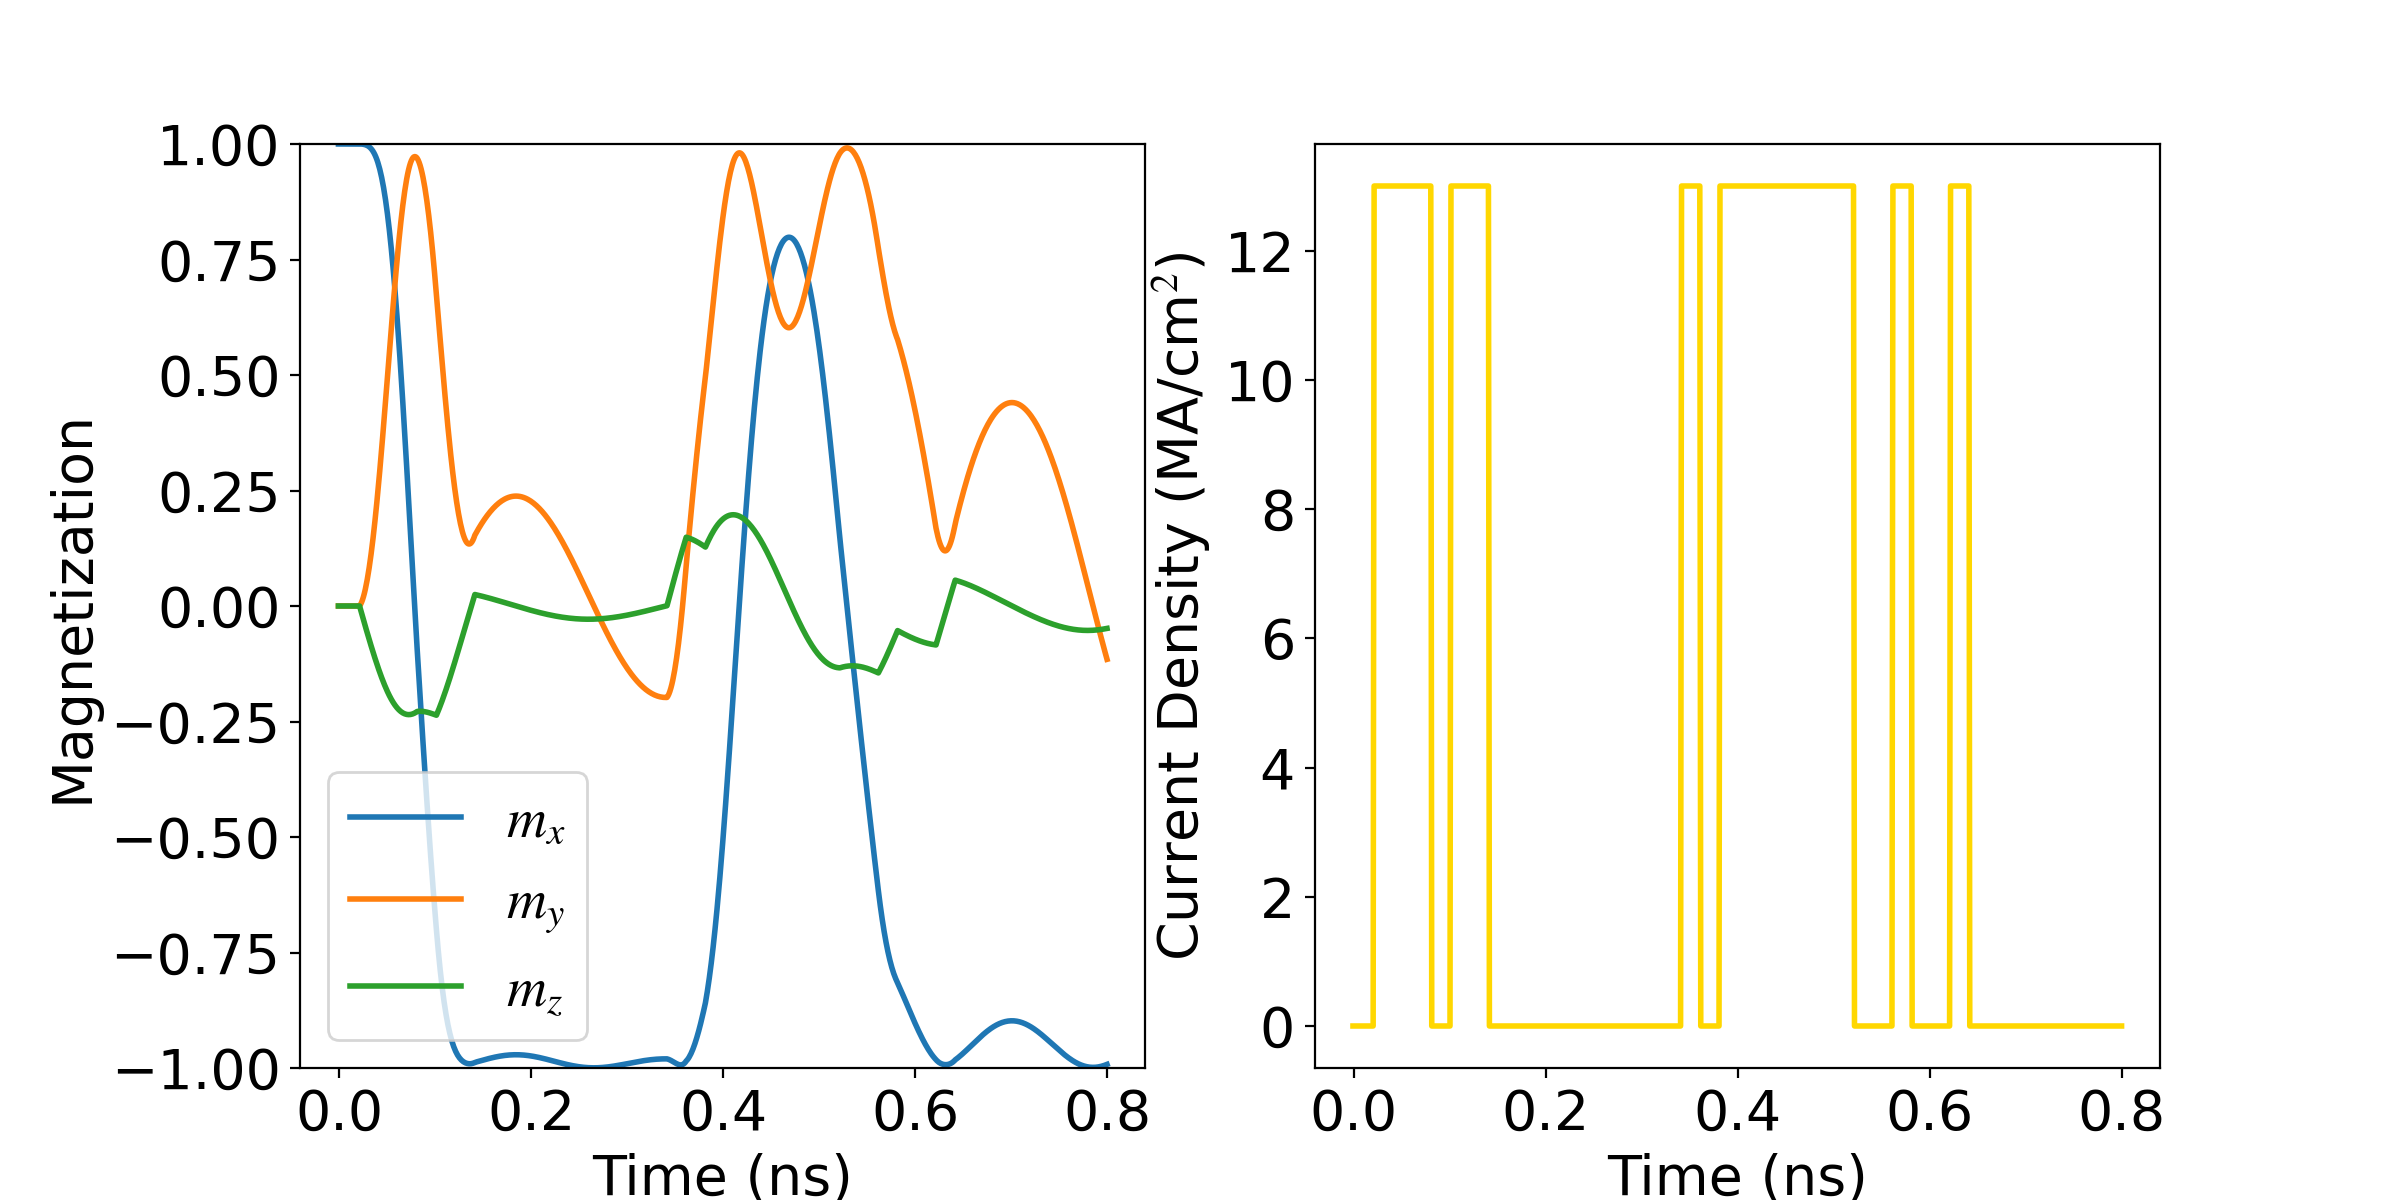 Magnetization
1.00
0.75
0.50
0.25
0.00
−0.25
−0.50
−0.75
−1.00
m_x
m_y
m_z
0.0 0.2 0.4 0.6 0.8
Time (ns)
Current Density (MA/cm²)
12
10
8
6
4
2
0
0.0 0.2 0.4 0.6 0.8
Time (ns)